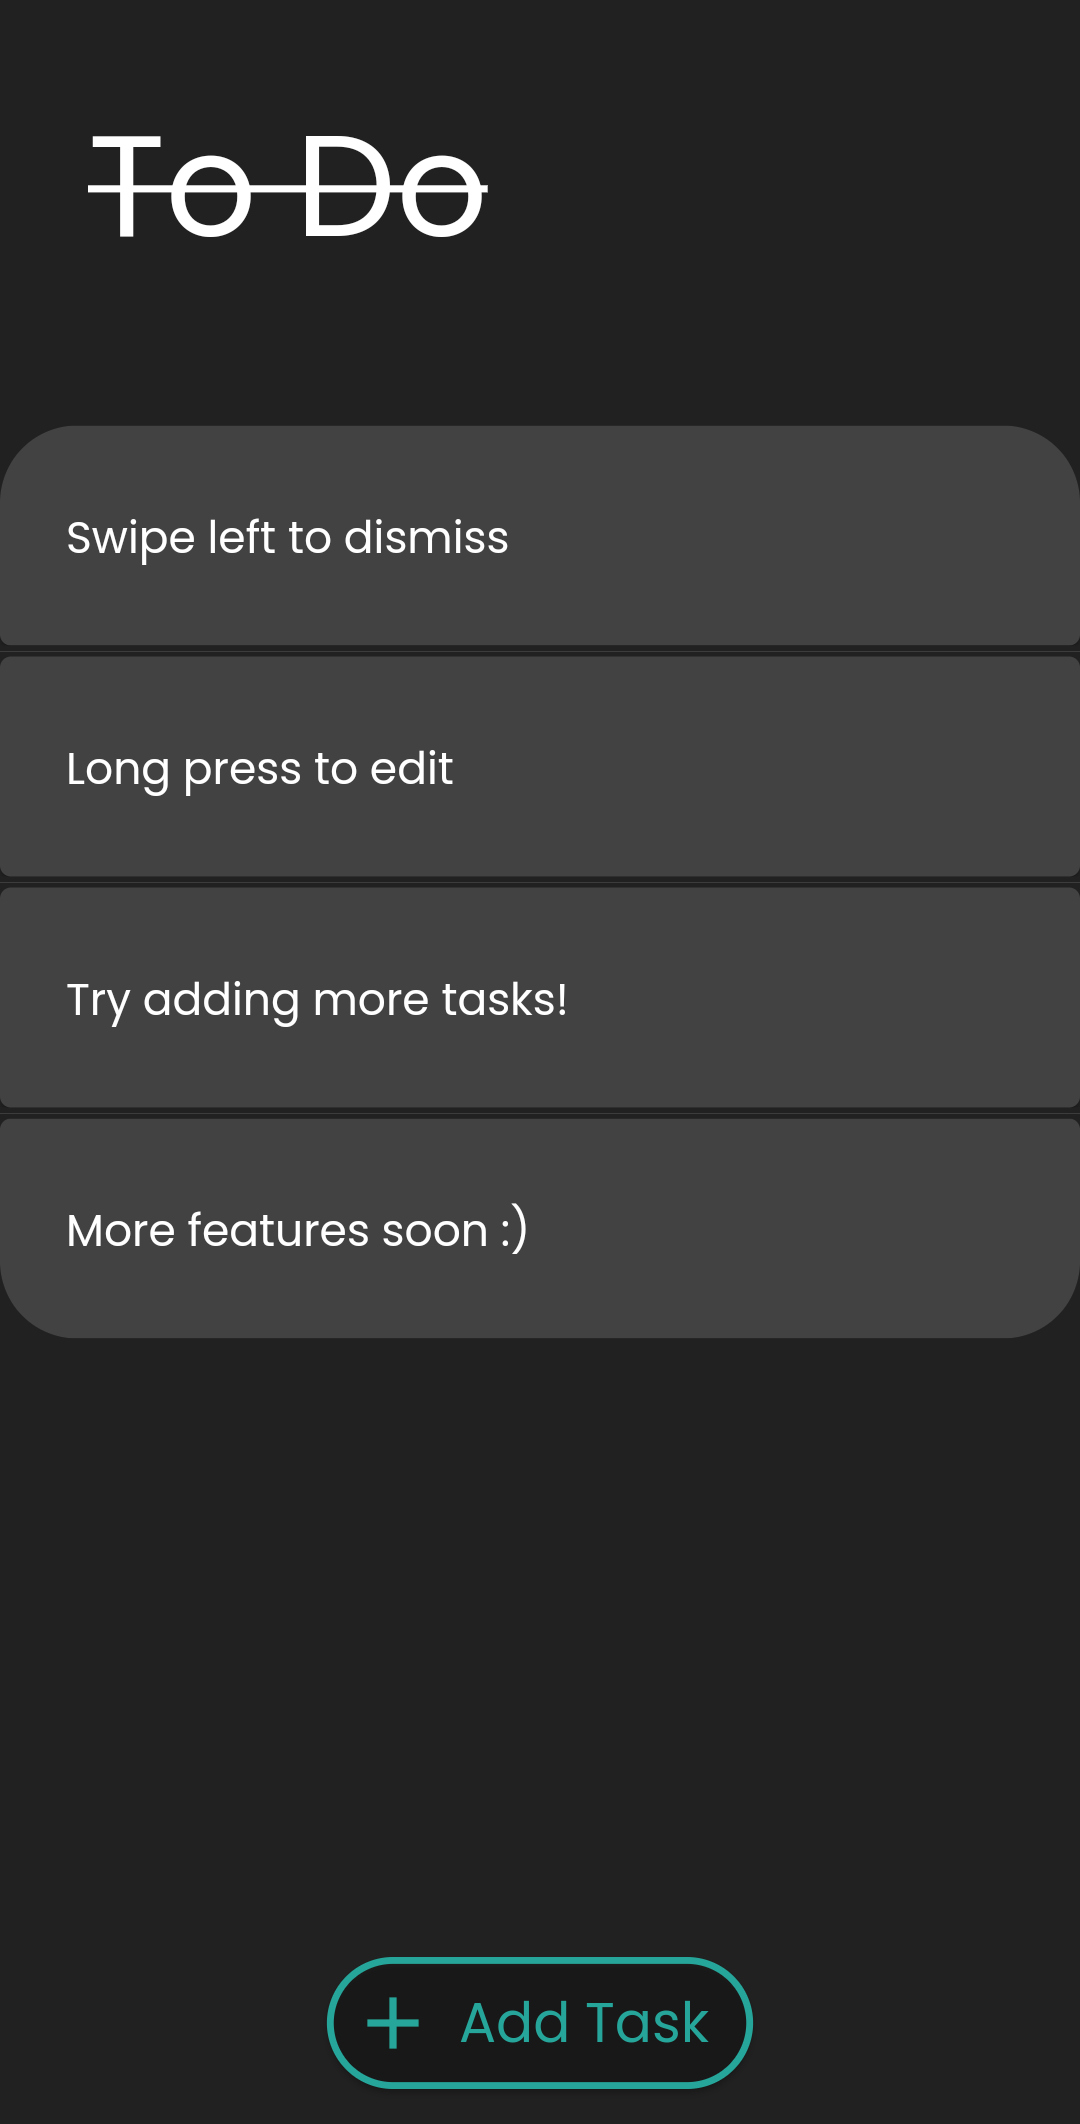 To Do
Swipe left to dismiss
Long press to edit
Try adding more tasks!
More features soon :)
+ Add Task